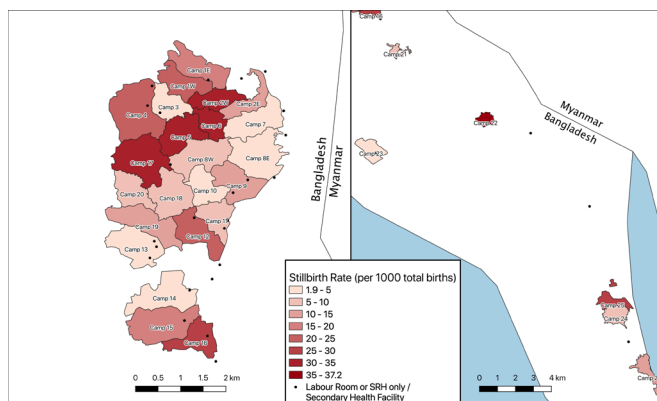 Camp 1E
Camp 1W
Camp 3
Camp 2W
Camp 2E
Camp 4
Camp 7
Camp 6
Camp 5
Camp 17
Camp 8W
Camp 8E
Camp 9
Camp 10
Camp 20
Camp 18
Camp 11
Camp 19
Camp 12
Camp 13
Camp 14
Camp 15
Camp 16
Bangladesh
Myanmar
Camp 21
Myanmar
Bangladesh
Camp 22
Camp 23
Camp 25
Camp 24
Stillbirth Rate (per 1000 total births)
1.9 - 5
5 - 10
10 - 15
15 - 20
20 - 25
25 - 30
30 - 35
35 - 37.2
Labour Room or SRH only /
Secondary Health Facility
0 0.5 1 1.5 2 km
0 1 2 3 4 km